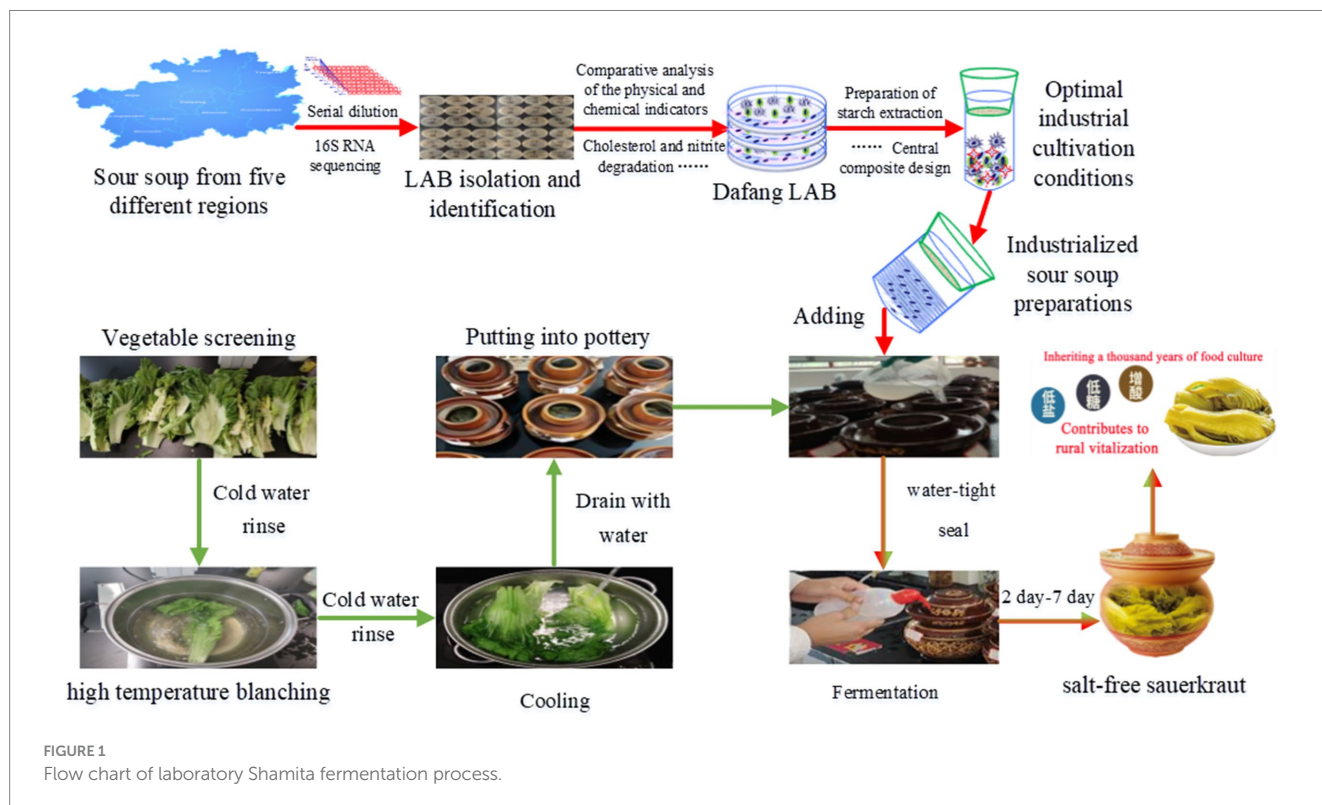 Serial dilution
16S RNA
sequencing
Sour soup from five
different regions
LAB isolation and
identification
Comparative analysis
of the physical and
chemical indicators
Cholesterol and nitrite
degradation ······
Dafang LAB
Preparation of
starch extraction
······ Central
composite design
Optimal
industrial
cultivation
conditions
Industrialized
sour soup
preparations
Adding
Vegetable screening
Putting into pottery
Inheriting a thousand years of food culture
低盐
低糖
增酸
Contributes to
rural vitalization
Cold water
rinse
Drain with
water
water-tight
seal
Cold water
rinse
2 day-7 day
high temperature blanching
Cooling
Fermentation
salt-free sauerkraut
FIGURE 1
Flow chart of laboratory Shamita fermentation process.